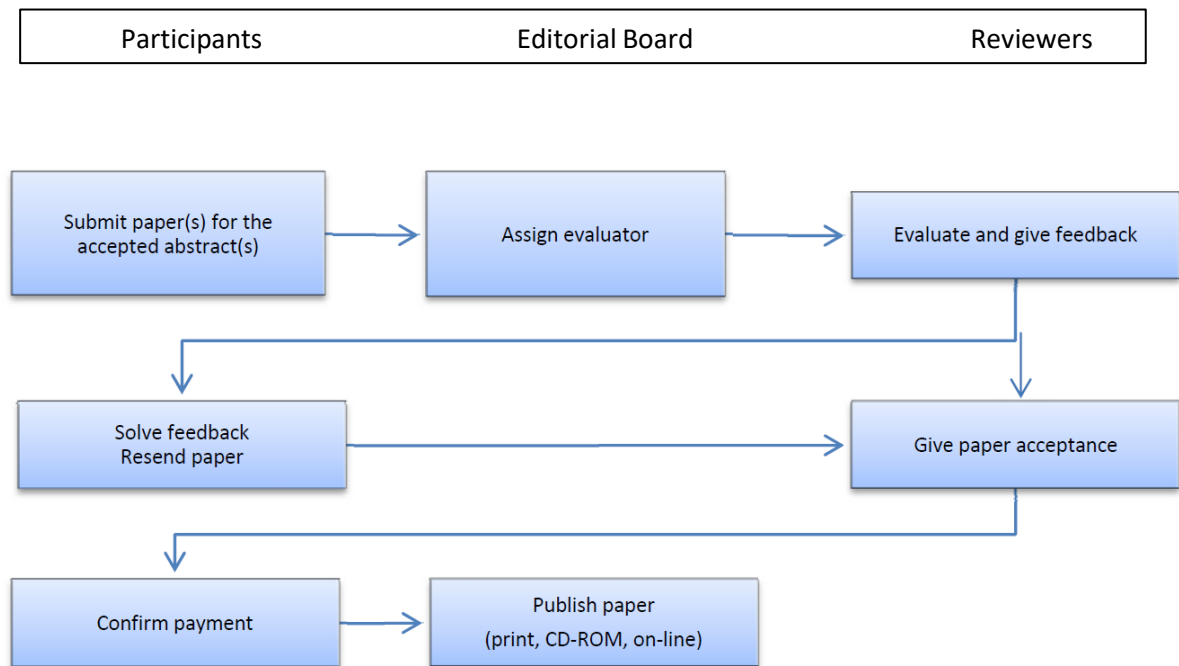 Participants Editorial Board Reviewers
Submit paper(s) for the
accepted abstract(s)
Assign evaluator
Evaluate and give feedback
Solve feedback
Resend paper
Give paper acceptance
Confirm payment
Publish paper
(print, CD-ROM, on-line)